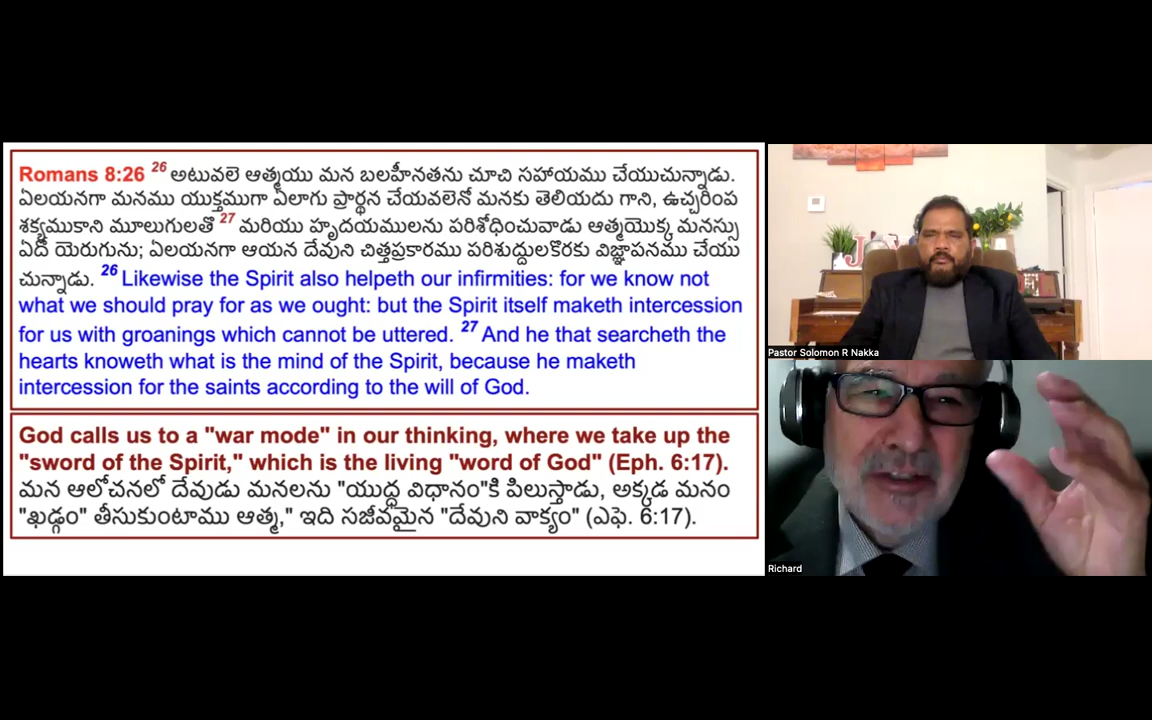 Romans 8:26 26 అటువలె ఆత్మయు మన బలహీనతను చూచి సహాయము చేయుచున్నాడు.
ఏలయనగా మనము యుక్తముగా ఏలాగు ప్రార్థన చేయవలెనో మనకు తెలియదు గాని, ఉచ్చరింప
శక్యముకాని మూలుగులతొ 27 మరియు హృదయములను పరిశోధించువాడు ఆత్మయొక్క మనస్సు
ఏదో యెరుగును; ఏలయనగా ఆయన దేవుని చిత్తప్రకారము పరిశుద్ధులకొరకు విజ్ఞాపనము చేయు
చున్నాడు. 26 Likewise the Spirit also helpeth our infirmities: for we know not
what we should pray for as we ought: but the Spirit itself maketh intercession
for us with groanings which cannot be uttered. 27 And he that searcheth the
hearts knoweth what is the mind of the Spirit, because he maketh
intercession for the saints according to the will of God.
God calls us to a "war mode" in our thinking, where we take up the
"sword of the Spirit," which is the living "word of God" (Eph. 6:17).
మన ఆలోచనలో దేవుడు మనలను "యుద్ధ విధానం"కి పిలుస్తాడు, అక్కడ మనం
"ఖడ్గం" తీసుకుంటాము ఆత్మ," ఇది సజీవమైన "దేవుని వాక్యం" (ఎఫె. 6:17).
Pastor Solomon R Nakka
Richard